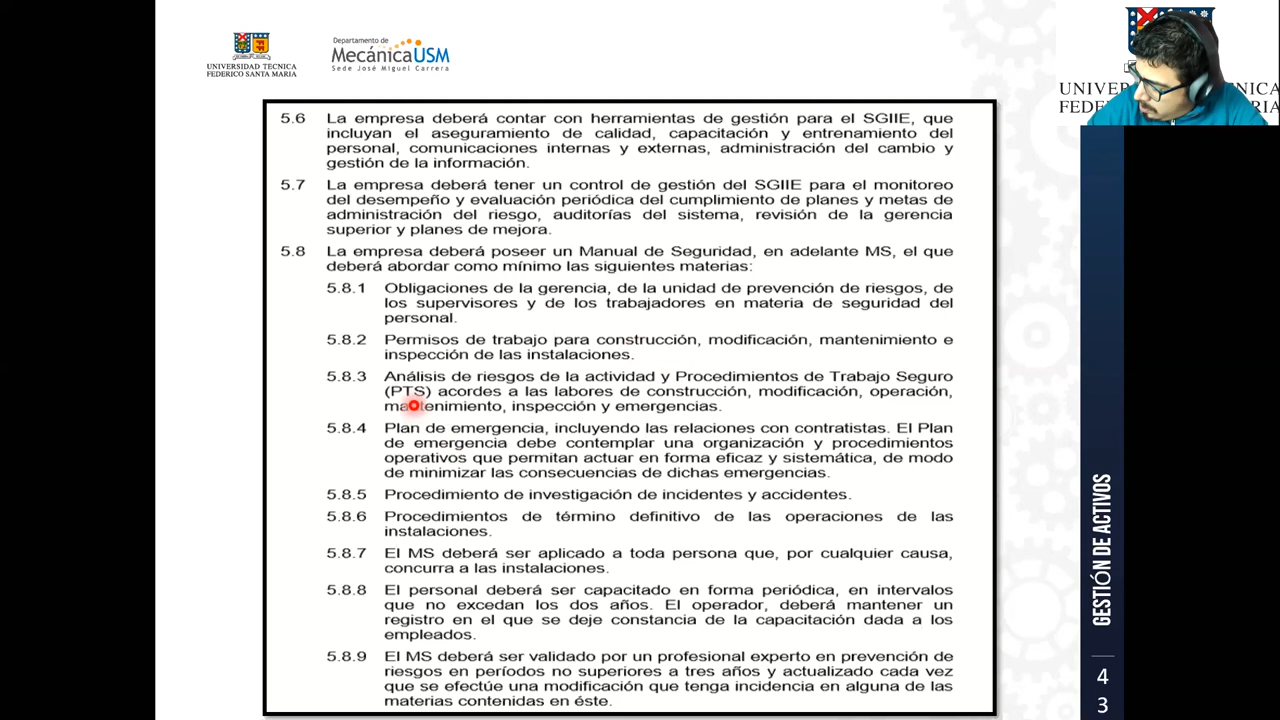 UNIVERSIDAD TECNICA
FEDERICO SANTA MARIA
Departamento de
MecánicaUSM
Sede José Miguel Carrera
5.6 La empresa deberá contar con herramientas de gestión para el SGIIE, que
incluyan el aseguramiento de calidad, capacitación y entrenamiento del
personal, comunicaciones internas y externas, administración del cambio y
gestión de la información.
5.7 La empresa deberá tener un control de gestión del SGIIE para el monitoreo
del desempeño y evaluación periódica del cumplimiento de planes y metas de
administración del riesgo, auditorías del sistema, revisión de la gerencia
superior y planes de mejora.
5.8 La empresa deberá poseer un Manual de Seguridad, en adelante MS, el que
deberá abordar como mínimo las siguientes materias:
5.8.1 Obligaciones de la gerencia, de la unidad de prevención de riesgos, de
los supervisores y de los trabajadores en materia de seguridad del
personal.
5.8.2 Permisos de trabajo para construcción, modificación, mantenimiento e
inspección de las instalaciones.
5.8.3 Análisis de riesgos de la actividad y Procedimientos de Trabajo Seguro
(PTS) acordes a las labores de construcción, modificación, operación,
mantenimiento, inspección y emergencias.
5.8.4 Plan de emergencia, incluyendo las relaciones con contratistas. El Plan
de emergencia debe contemplar una organización y procedimientos
operativos que permitan actuar en forma eficaz y sistemática, de modo
de minimizar las consecuencias de dichas emergencias.
5.8.5 Procedimiento de investigación de incidentes y accidentes.
5.8.6 Procedimientos de término definitivo de las operaciones de las
instalaciones.
5.8.7 El MS deberá ser aplicado a toda persona que, por cualquier causa,
concurra a las instalaciones.
5.8.8 El personal deberá ser capacitado en forma periódica, en intervalos
que no excedan los dos años. El operador, deberá mantener un
registro en el que se deje constancia de la capacitación dada a los
empleados.
5.8.9 El MS deberá ser validado por un profesional experto en prevención de
riesgos en períodos no superiores a tres años y actualizado cada vez
que se efectúe una modificación que tenga incidencia en alguna de las
materias contenidas en éste.
GESTIÓN DE ACTIVOS
4
3